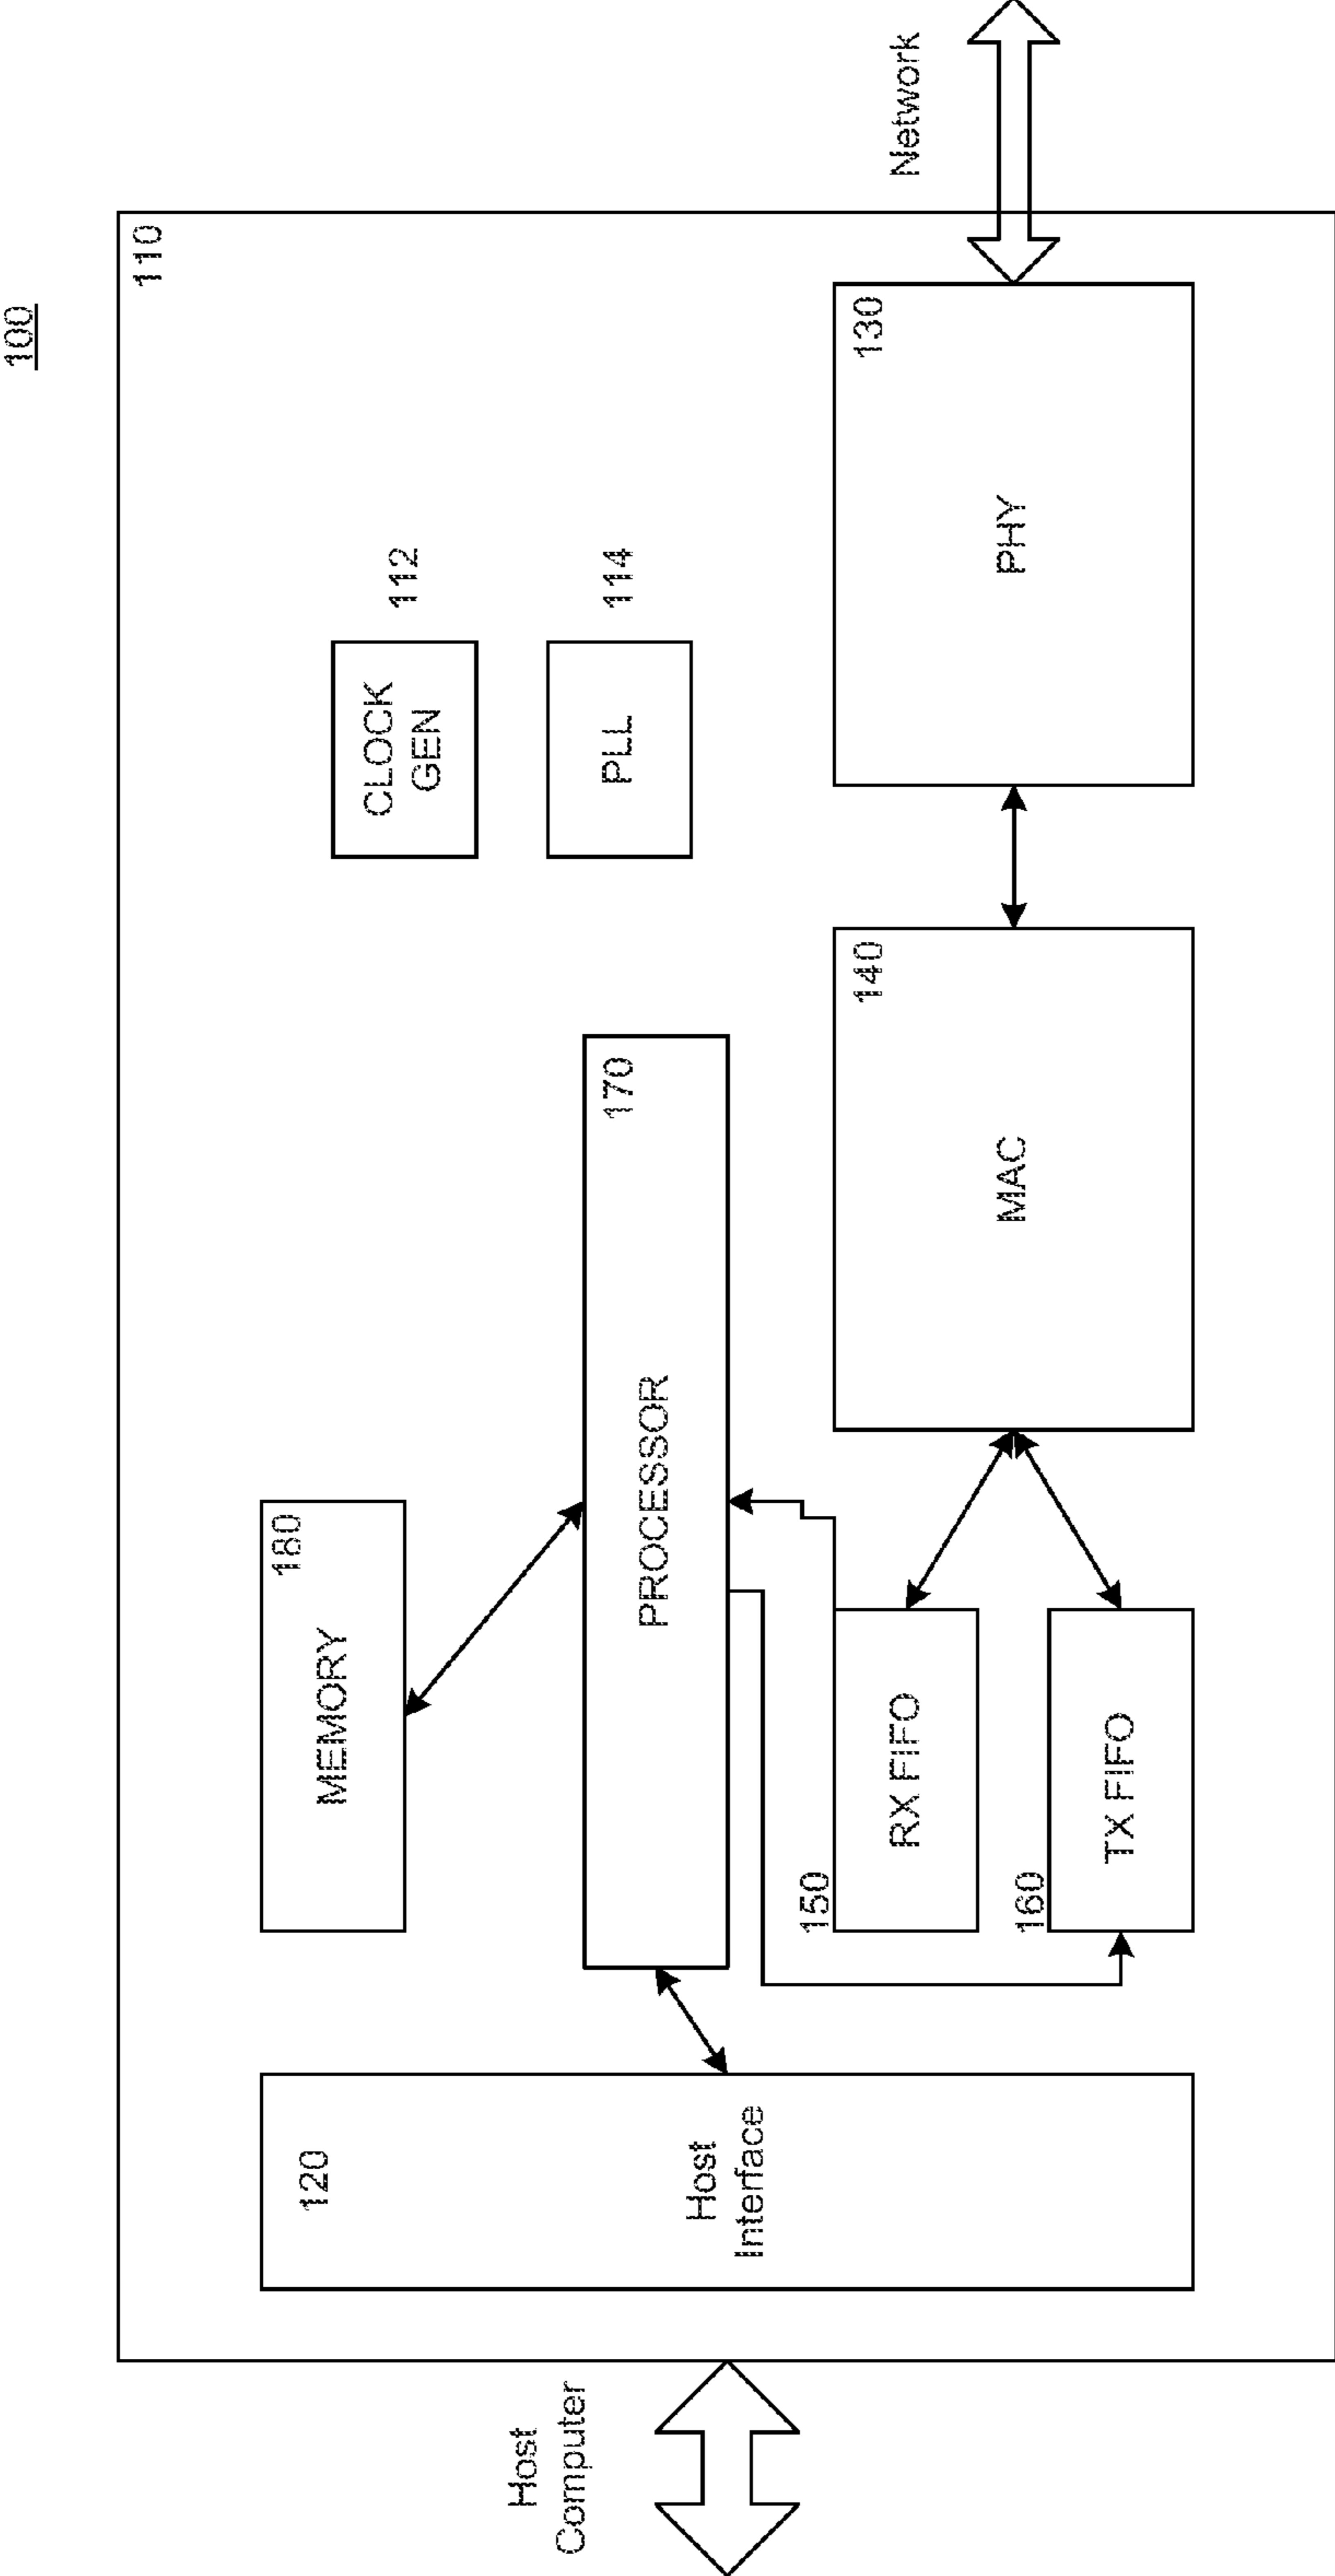 100
110
Host
Computer
Network
120
Host
Interface
MEMORY
180
CLOCK
GEN
112
PROCESSOR
170
PLL
114
150
RX FIFO
160
TX FIFO
MAC
140
PHY
130